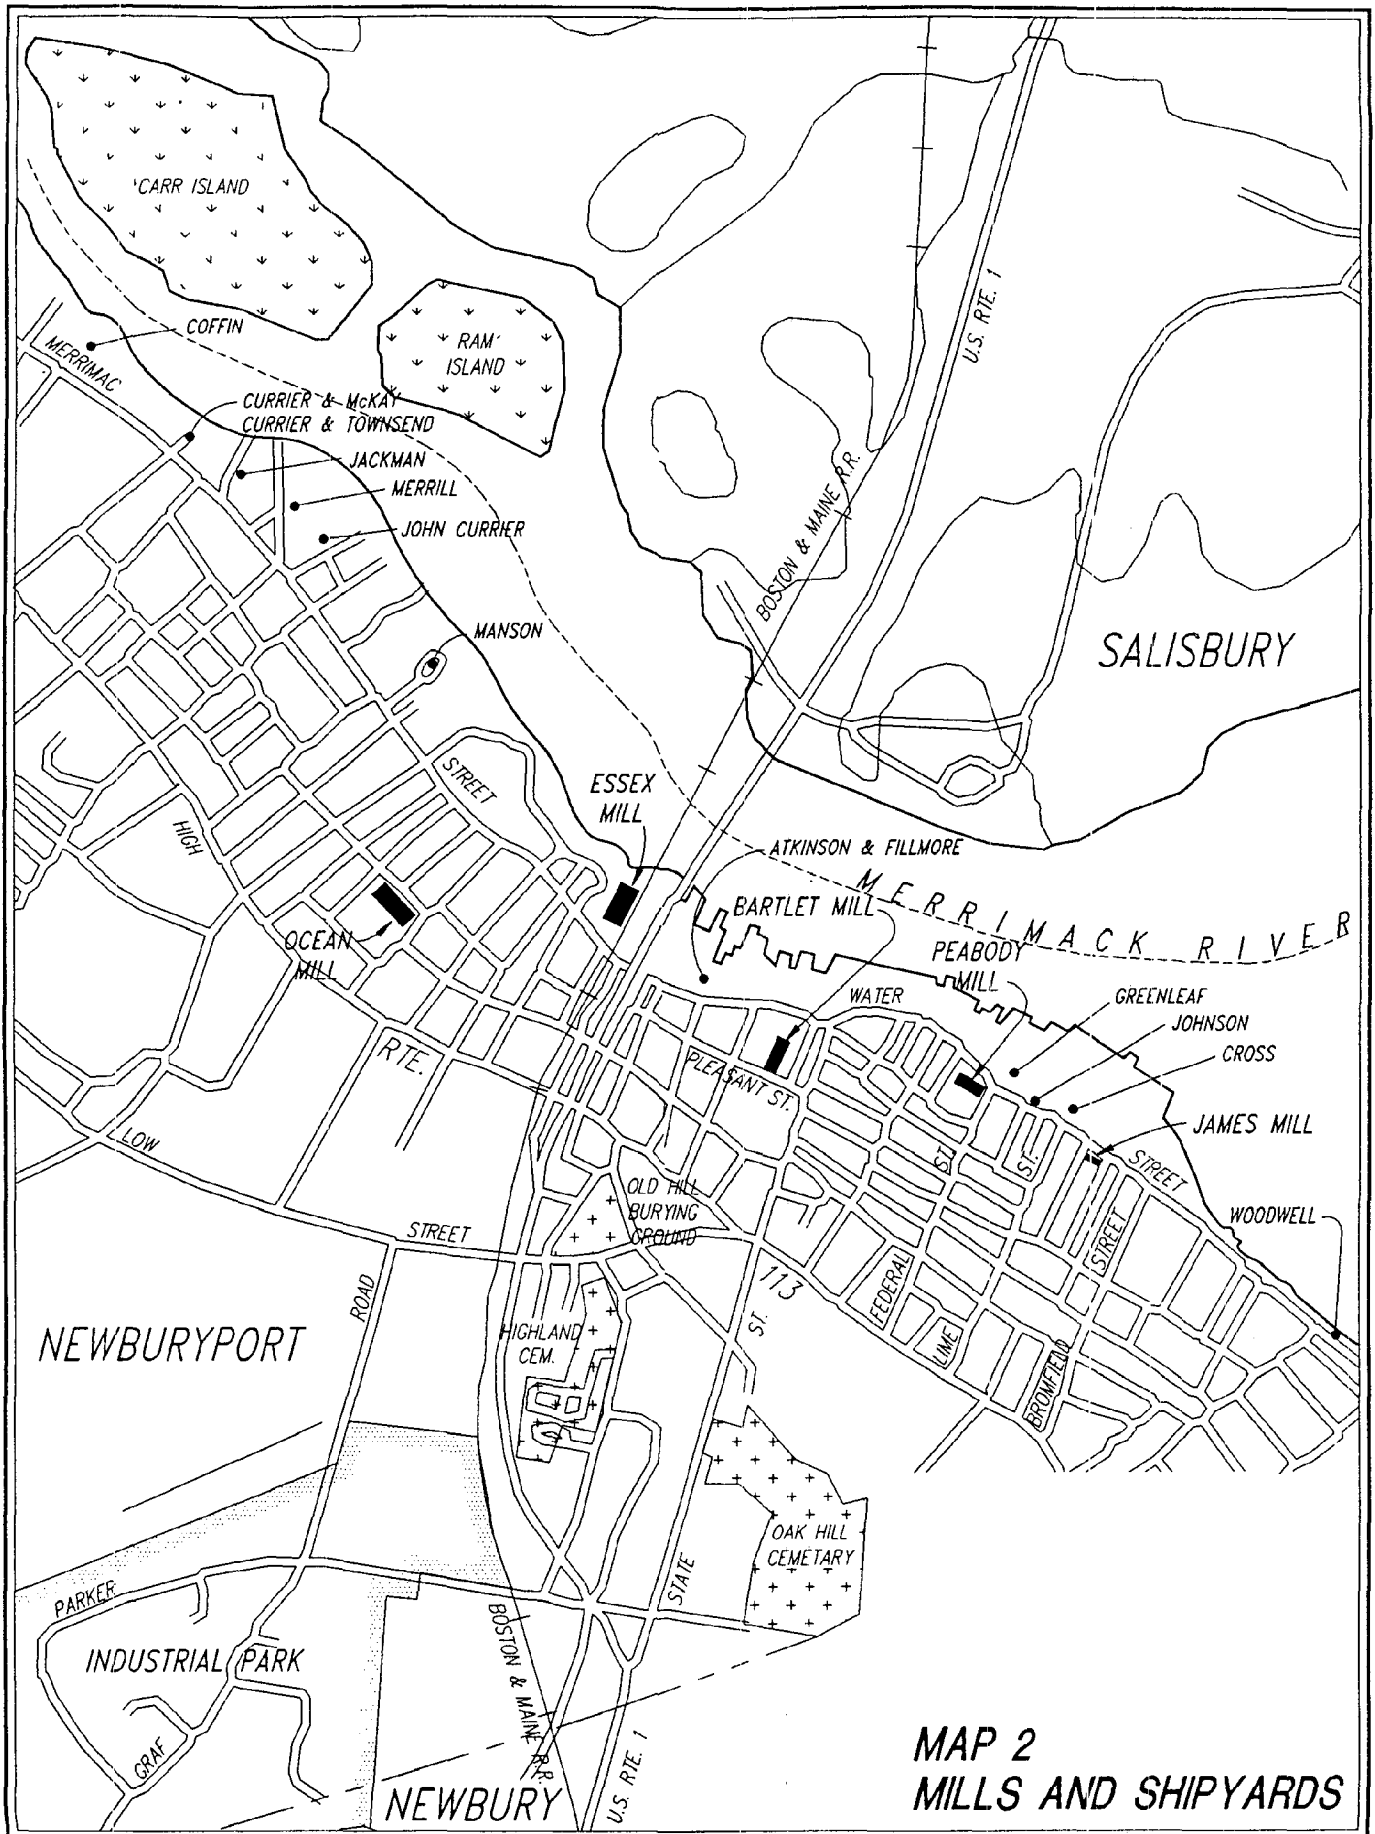 CARR ISLAND
COFFIN
RAM
ISLAND
MERRIMAC
CURRIER & McKAY
CURRIER & TOWNSEND
JACKMAN
MERRILL
JOHN CURRIER
MANSON
U.S. RTE. 1
BOSTON & MAINE R.R.
SALISBURY
STREET
ESSEX
MILL
HIGH
ATKINSON & FILLMORE
MERRIMACK RIVER
BARTLET MILL
OCEAN
MILL
PEABODY
MILL
WATER
GREENLEAF
JOHNSON
CROSS
RTE.
PLEASANT ST.
JAMES MILL
LOW
ST.
ST.
STREET
OLD HILL
BURYING
GROUND
STREET
STREET
WOODWELL
113
FEDERAL
ROAD
ST.
LIME
NEWBURYPORT
HIGHLAND
CEM.
BROMFIELD
OAK HILL
CEMETARY
STATE
PARKER
BOSTON & MAINE R.R.
INDUSTRIAL PARK
GRAF
U.S. RTE. 1
NEWBURY
MAP 2
MILLS AND SHIPYARDS